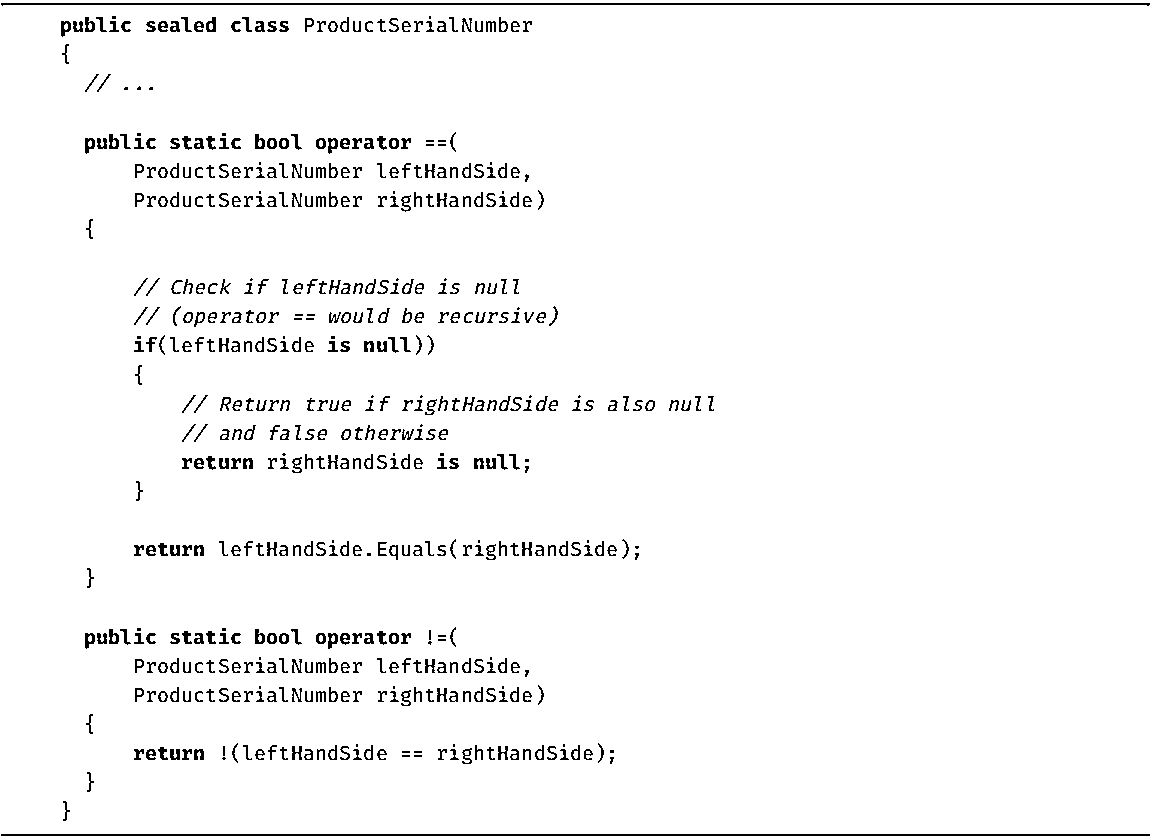 public sealed class ProductSerialNumber
{
  // ...

  public static bool operator ==(
      ProductSerialNumber leftHandSide,
      ProductSerialNumber rightHandSide)
  {

      // Check if leftHandSide is null
      // (operator == would be recursive)
      if(leftHandSide is null))
      {
          // Return true if rightHandSide is also null
          // and false otherwise
          return rightHandSide is null;
      }

      return leftHandSide.Equals(rightHandSide);
  }

  public static bool operator !=(
      ProductSerialNumber leftHandSide,
      ProductSerialNumber rightHandSide)
  {
      return !(leftHandSide == rightHandSide);
  }
}